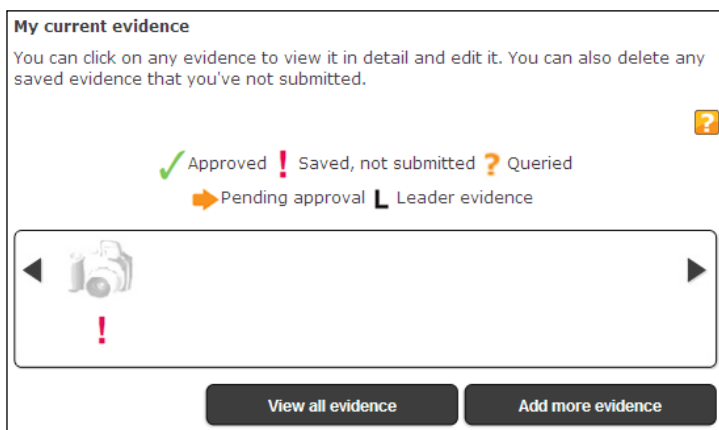 My current evidence
You can click on any evidence to view it in detail and edit it. You can also delete any
saved evidence that you've not submitted.
?
Approved ! Saved, not submitted ? Queried
Pending approval L Leader evidence
!
View all evidence Add more evidence